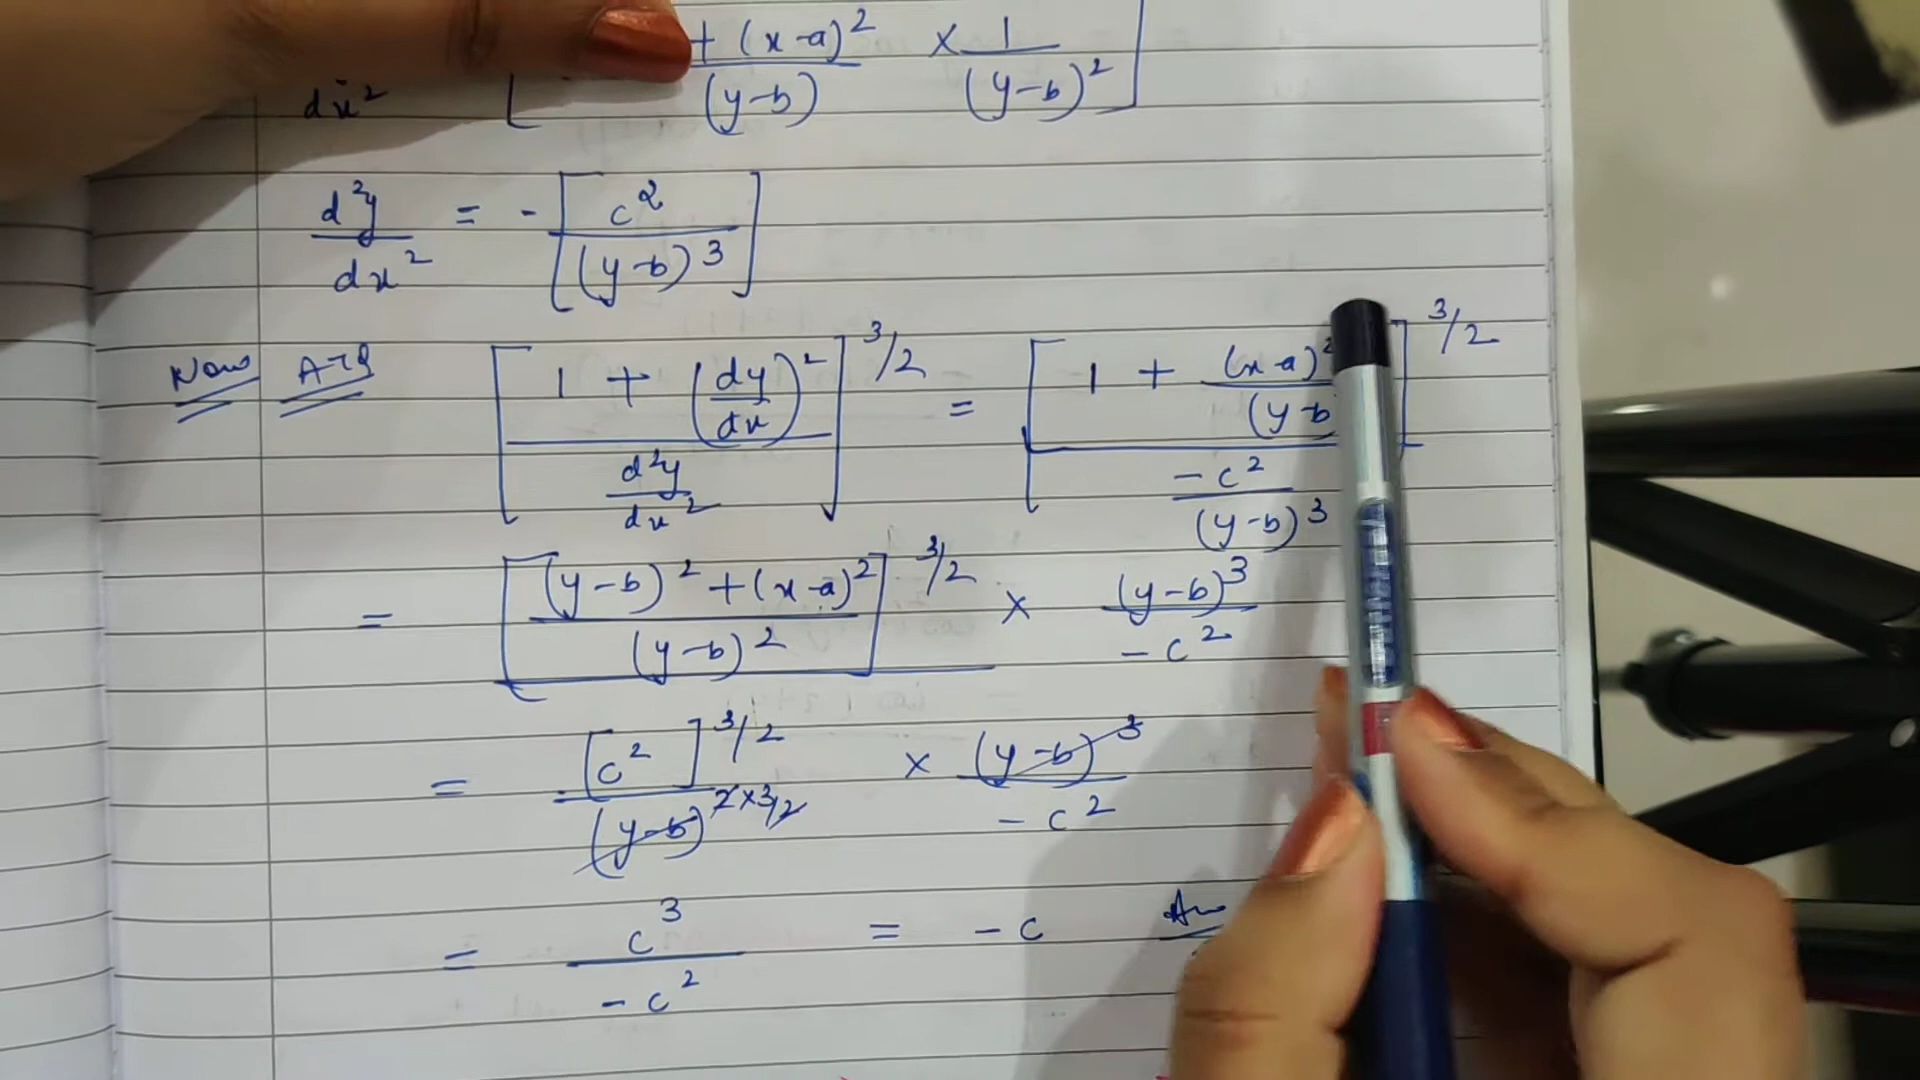 + (x-a)² × 1
dx² (y-b) (y-b)²
d²y/dx² = - [c²/(y-b)³]
Now ATQ [1 + (dy/dx)² / d²y/dx²]^3/2 = [1 + (x-a)²/(y-b / -c²/(y-b)³]^3/2
= [(y-b)² + (x-a)² / (y-b)²]^3/2 × (y-b)³/-c²
= [c²]^3/2 / (y-b)^2×3/2 × (y-b)³/-c²
= c³/-c² = -c